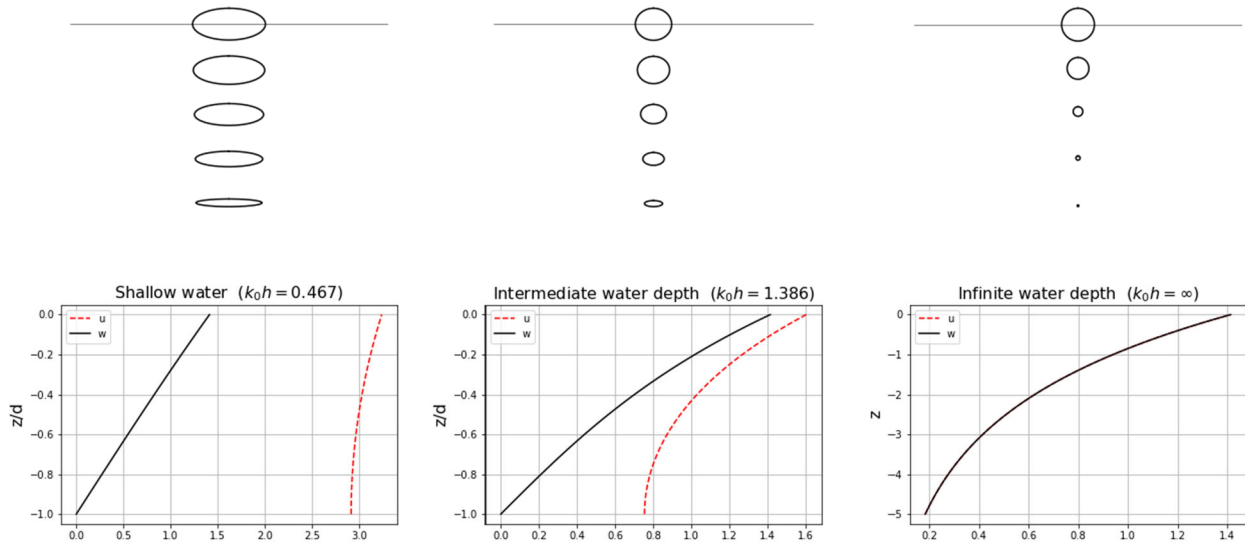 Shallow water (k₀h = 0.467)
u
w
0.0
−0.2
−0.4
−0.6
−0.8
−1.0
z/d
0.0 0.5 1.0 1.5 2.0 2.5 3.0
Intermediate water depth (k₀h = 1.386)
u
w
0.0
−0.2
−0.4
−0.6
−0.8
−1.0
z/d
0.0 0.2 0.4 0.6 0.8 1.0 1.2 1.4 1.6
Infinite water depth (k₀h = ∞)
u
w
0
−1
−2
−3
−4
−5
z
0.2 0.4 0.6 0.8 1.0 1.2 1.4